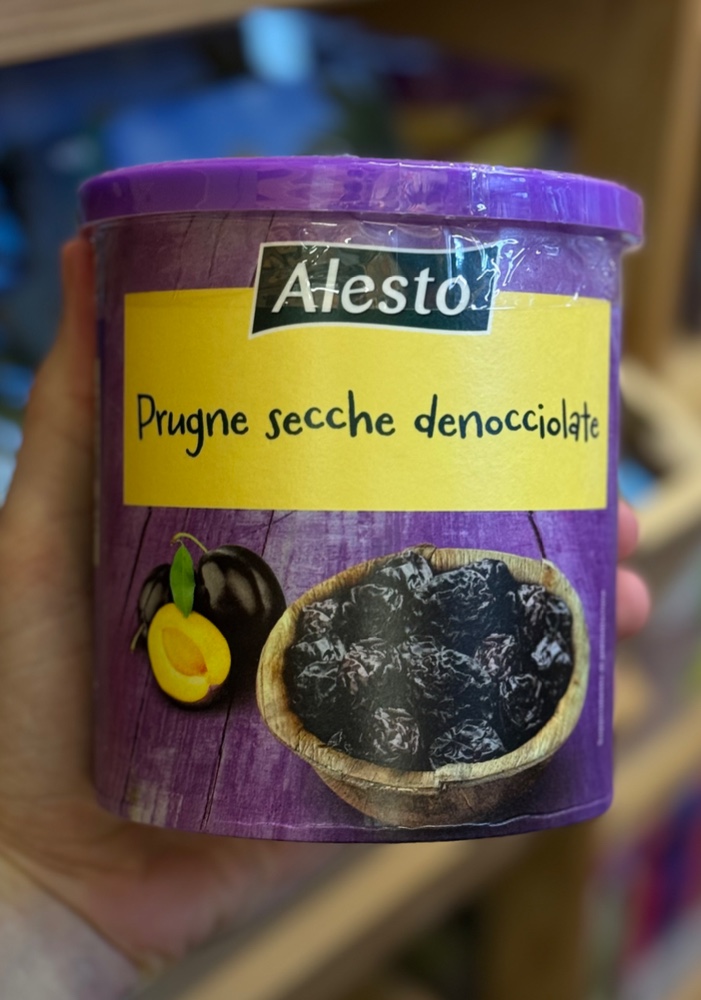 Alesto
Prugne secche denocciolate